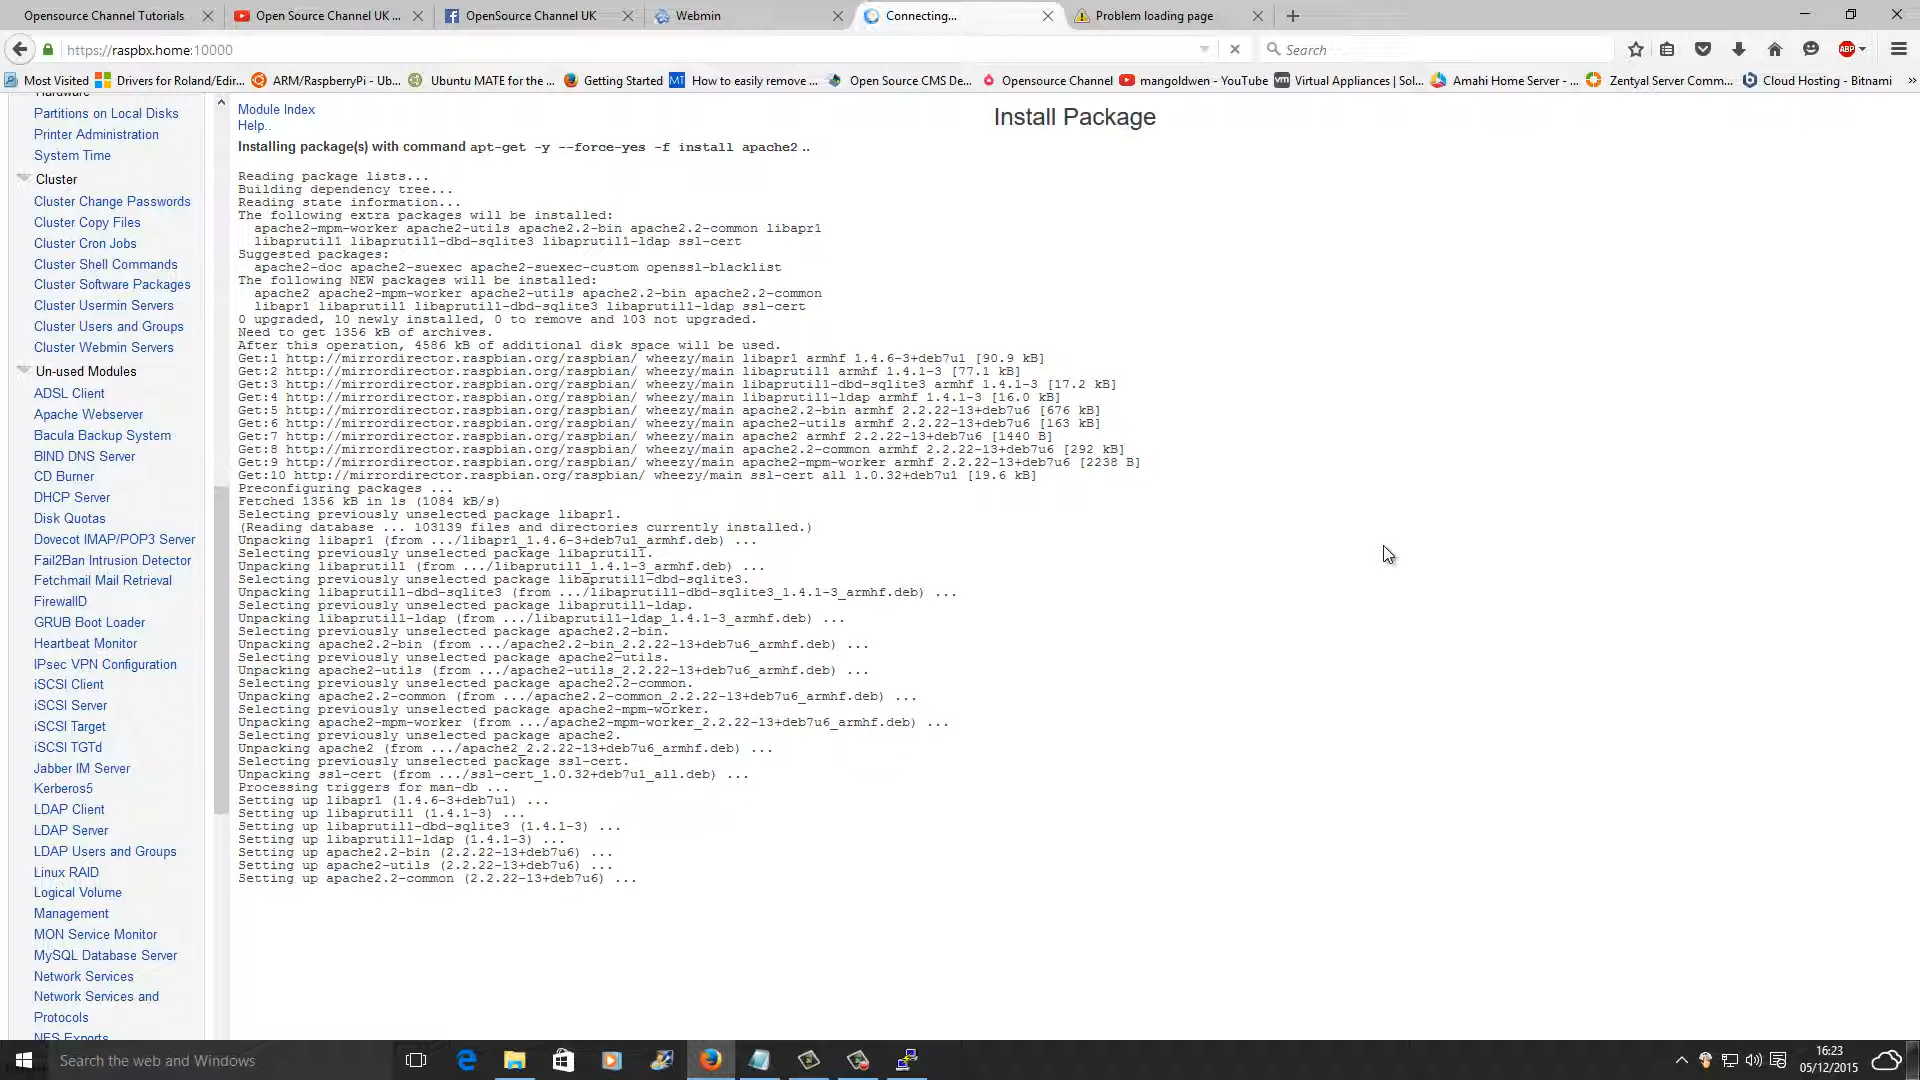 Opensource Channel Tutorials
Open Source Channel UK ...
OpenSource Channel UK
Webmin
Connecting...
Problem loading page
https://raspbx.home:10000
Search
Most Visited
Drivers for Roland/Edir...
ARM/RaspberryPi - Ub...
Ubuntu MATE for the ...
Getting Started
How to easily remove ...
Open Source CMS De...
Opensource Channel
mangoldwen - YouTube
Virtual Appliances | Sol...
Amahi Home Server - ...
Zentyal Server Comm...
Cloud Hosting - Bitnami
Hardware
Partitions on Local Disks
Printer Administration
System Time
Cluster
Cluster Change Passwords
Cluster Copy Files
Cluster Cron Jobs
Cluster Shell Commands
Cluster Software Packages
Cluster Usermin Servers
Cluster Users and Groups
Cluster Webmin Servers
Un-used Modules
ADSL Client
Apache Webserver
Bacula Backup System
BIND DNS Server
CD Burner
DHCP Server
Disk Quotas
Dovecot IMAP/POP3 Server
Fail2Ban Intrusion Detector
Fetchmail Mail Retrieval
FirewallD
GRUB Boot Loader
Heartbeat Monitor
IPsec VPN Configuration
iSCSI Client
iSCSI Server
iSCSI Target
iSCSI TGTd
Jabber IM Server
Kerberos5
LDAP Client
LDAP Server
LDAP Users and Groups
Linux RAID
Logical Volume
Management
MON Service Monitor
MySQL Database Server
Network Services
Network Services and
Protocols
NFS Exports
Module Index
Help..
Install Package
Installing package(s) with command apt-get -y --force-yes -f install apache2 ..
Reading package lists...
Building dependency tree...
Reading state information...
The following extra packages will be installed:
apache2-mpm-worker apache2-utils apache2.2-bin apache2.2-common libapr1
libaprutil1 libaprutil1-dbd-sqlite3 libaprutil1-ldap ssl-cert
Suggested packages:
apache2-doc apache2-suexec apache2-suexec-custom openssl-blacklist
The following NEW packages will be installed:
apache2 apache2-mpm-worker apache2-utils apache2.2-bin apache2.2-common
libapr1 libaprutil1 libaprutil1-dbd-sqlite3 libaprutil1-ldap ssl-cert
0 upgraded, 10 newly installed, 0 to remove and 103 not upgraded.
Need to get 1356 kB of archives.
After this operation, 4586 kB of additional disk space will be used.
Get:1 http://mirrordirector.raspbian.org/raspbian/ wheezy/main libapr1 armhf 1.4.6-3+deb7u1 [90.9 kB]
Get:2 http://mirrordirector.raspbian.org/raspbian/ wheezy/main libaprutil1 armhf 1.4.1-3 [77.1 kB]
Get:3 http://mirrordirector.raspbian.org/raspbian/ wheezy/main libaprutil1-dbd-sqlite3 armhf 1.4.1-3 [17.2 kB]
Get:4 http://mirrordirector.raspbian.org/raspbian/ wheezy/main libaprutil1-ldap armhf 1.4.1-3 [16.0 kB]
Get:5 http://mirrordirector.raspbian.org/raspbian/ wheezy/main apache2.2-bin armhf 2.2.22-13+deb7u6 [676 kB]
Get:6 http://mirrordirector.raspbian.org/raspbian/ wheezy/main apache2-utils armhf 2.2.22-13+deb7u6 [163 kB]
Get:7 http://mirrordirector.raspbian.org/raspbian/ wheezy/main apache2 armhf 2.2.22-13+deb7u6 [1440 B]
Get:8 http://mirrordirector.raspbian.org/raspbian/ wheezy/main apache2.2-common armhf 2.2.22-13+deb7u6 [292 kB]
Get:9 http://mirrordirector.raspbian.org/raspbian/ wheezy/main apache2-mpm-worker armhf 2.2.22-13+deb7u6 [2238 B]
Get:10 http://mirrordirector.raspbian.org/raspbian/ wheezy/main ssl-cert all 1.0.32+deb7u1 [19.6 kB]
Preconfiguring packages ...
Fetched 1356 kB in 1s (1084 kB/s)
Selecting previously unselected package libapr1.
(Reading database ... 103139 files and directories currently installed.)
Unpacking libapr1 (from .../libapr1_1.4.6-3+deb7u1_armhf.deb) ...
Selecting previously unselected package libaprutil1.
Unpacking libaprutil1 (from .../libaprutil1_1.4.1-3_armhf.deb) ...
Selecting previously unselected package libaprutil1-dbd-sqlite3.
Unpacking libaprutil1-dbd-sqlite3 (from .../libaprutil1-dbd-sqlite3_1.4.1-3_armhf.deb) ...
Selecting previously unselected package libaprutil1-ldap.
Unpacking libaprutil1-ldap (from .../libaprutil1-ldap_1.4.1-3_armhf.deb) ...
Selecting previously unselected package apache2.2-bin.
Unpacking apache2.2-bin (from .../apache2.2-bin_2.2.22-13+deb7u6_armhf.deb) ...
Selecting previously unselected package apache2-utils.
Unpacking apache2-utils (from .../apache2-utils_2.2.22-13+deb7u6_armhf.deb) ...
Selecting previously unselected package apache2.2-common.
Unpacking apache2.2-common (from .../apache2.2-common_2.2.22-13+deb7u6_armhf.deb) ...
Selecting previously unselected package apache2-mpm-worker.
Unpacking apache2-mpm-worker (from .../apache2-mpm-worker_2.2.22-13+deb7u6_armhf.deb) ...
Selecting previously unselected package apache2.
Unpacking apache2 (from .../apache2_2.2.22-13+deb7u6_armhf.deb) ...
Selecting previously unselected package ssl-cert.
Unpacking ssl-cert (from .../ssl-cert_1.0.32+deb7u1_all.deb) ...
Processing triggers for man-db ...
Setting up libapr1 (1.4.6-3+deb7u1) ...
Setting up libaprutil1 (1.4.1-3) ...
Setting up libaprutil1-dbd-sqlite3 (1.4.1-3) ...
Setting up libaprutil1-ldap (1.4.1-3) ...
Setting up apache2.2-bin (2.2.22-13+deb7u6) ...
Setting up apache2-utils (2.2.22-13+deb7u6) ...
Setting up apache2.2-common (2.2.22-13+deb7u6) ...
Search the web and Windows
16:23
05/12/2015